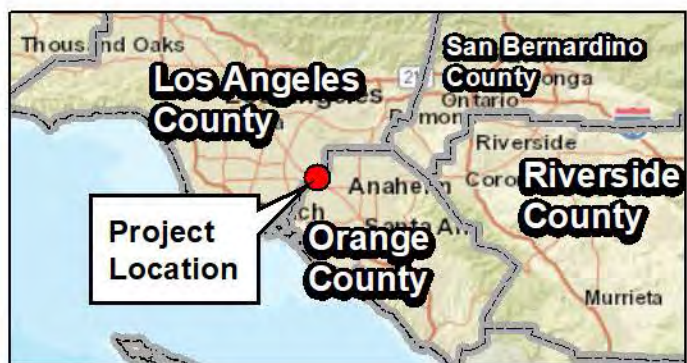 Thousand Oaks
Los Angeles
County
San Bernardino
County
Ontario
Riverside
Riverside
County
Anaheim
Project
Location
Orange
County
Murrieta